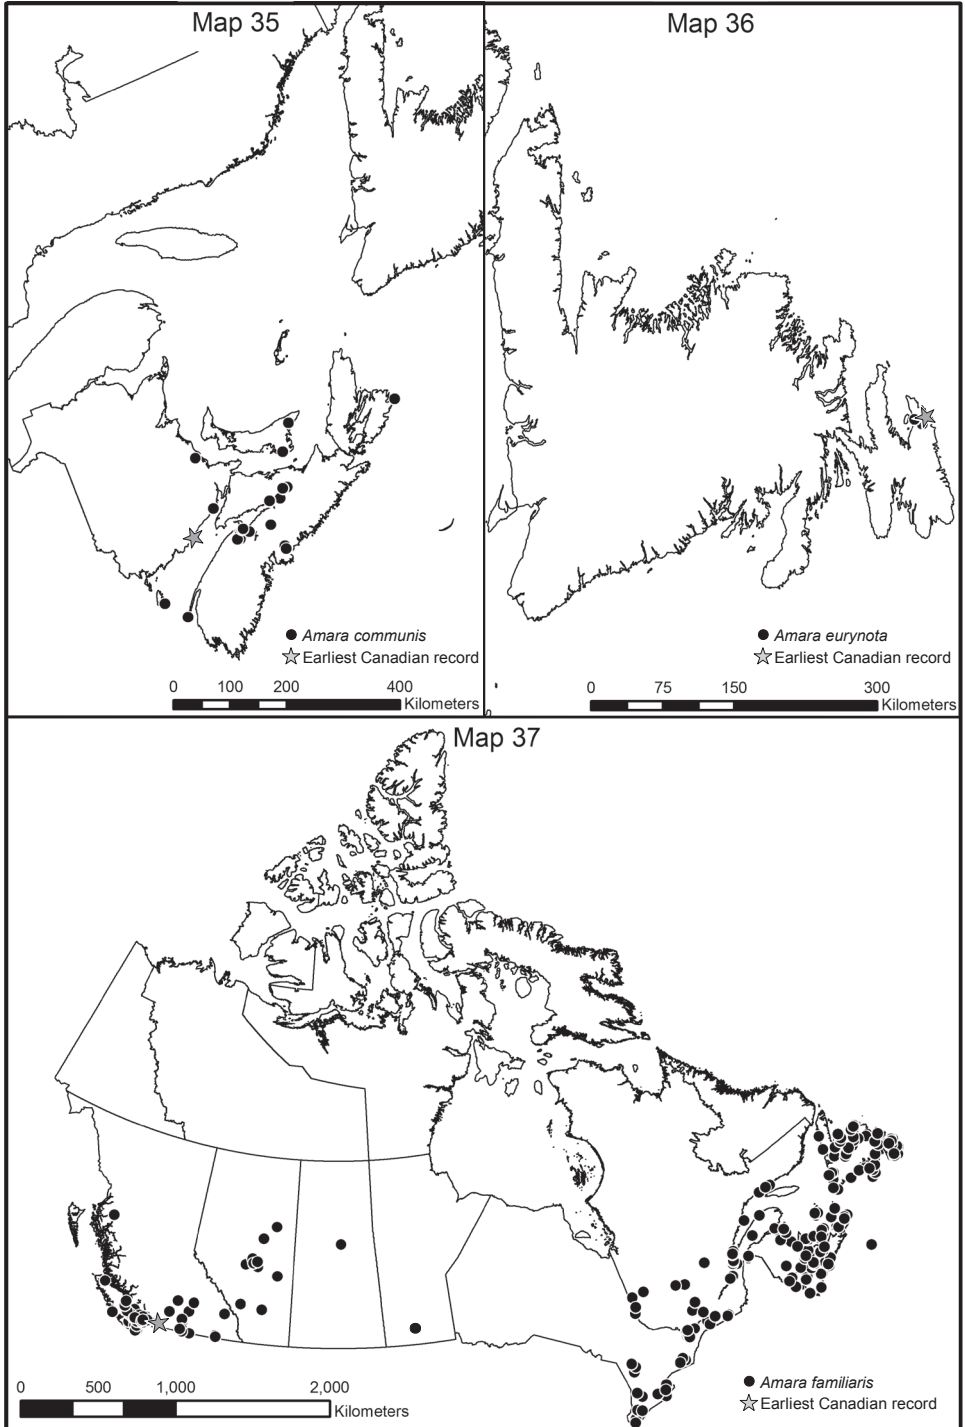 Map 35
Amara communis
Earliest Canadian record
0 100 200 400
Kilometers
Map 36
Amara eurynota
Earliest Canadian record
0 75 150 300
Kilometers
Map 37
Amara familiaris
Earliest Canadian record
0 500 1,000 2,000
Kilometers